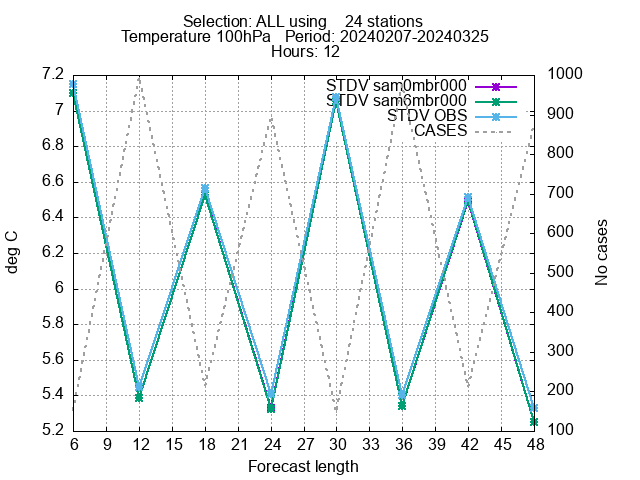 Selection: ALL using    24 stations
Temperature 100hPa   Period: 20240207-20240325
Hours: 12
STDV sam0mbr000
STDV sam6mbr000
STDV OBS
CASES
deg C
7.2
7
6.8
6.6
6.4
6.2
6
5.8
5.6
5.4
5.2
1000
900
800
700
600
500
400
300
200
100
No cases
6 9 12 15 18 21 24 27 30 33 36 39 42 45 48
Forecast length